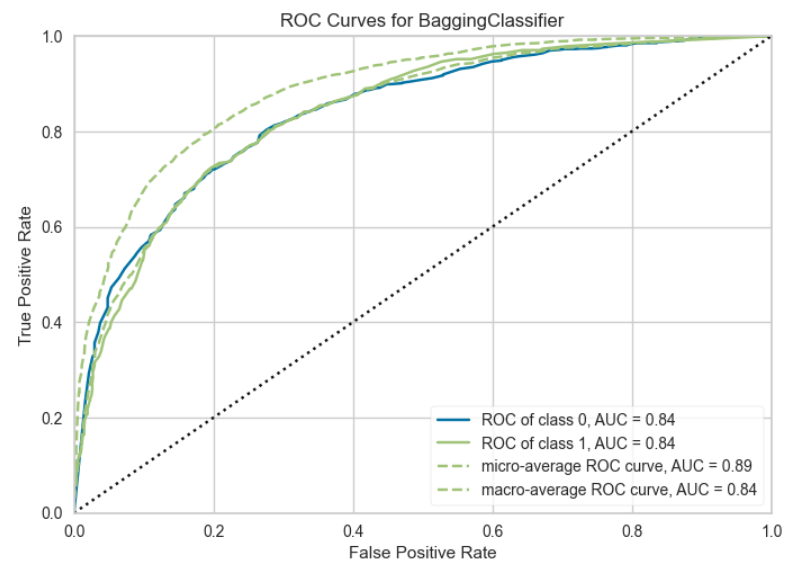 ROC Curves for BaggingClassifier
1.0
0.8
0.6
0.4
0.2
0.0
True Positive Rate
ROC of class 0, AUC = 0.84
ROC of class 1, AUC = 0.84
micro-average ROC curve, AUC = 0.89
macro-average ROC curve, AUC = 0.84
0.0 0.2 0.4 0.6 0.8 1.0
False Positive Rate